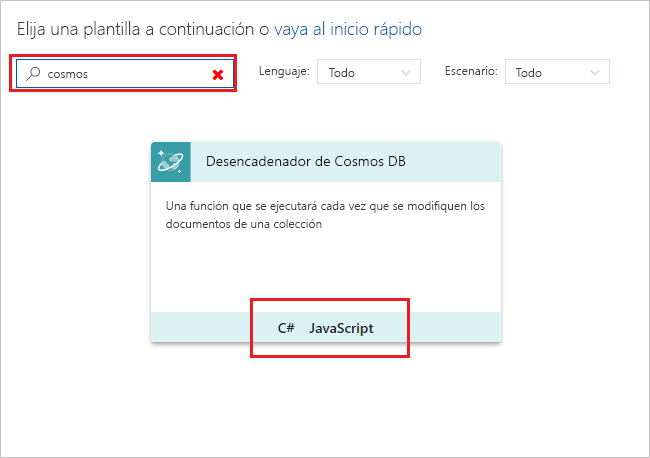 Elija una plantilla a continuación o vaya al inicio rápido
cosmos
Lenguaje: Todo
Escenario: Todo
Desencadenador de Cosmos DB
Una función que se ejecutará cada vez que se modifiquen los
documentos de una colección
C# JavaScript